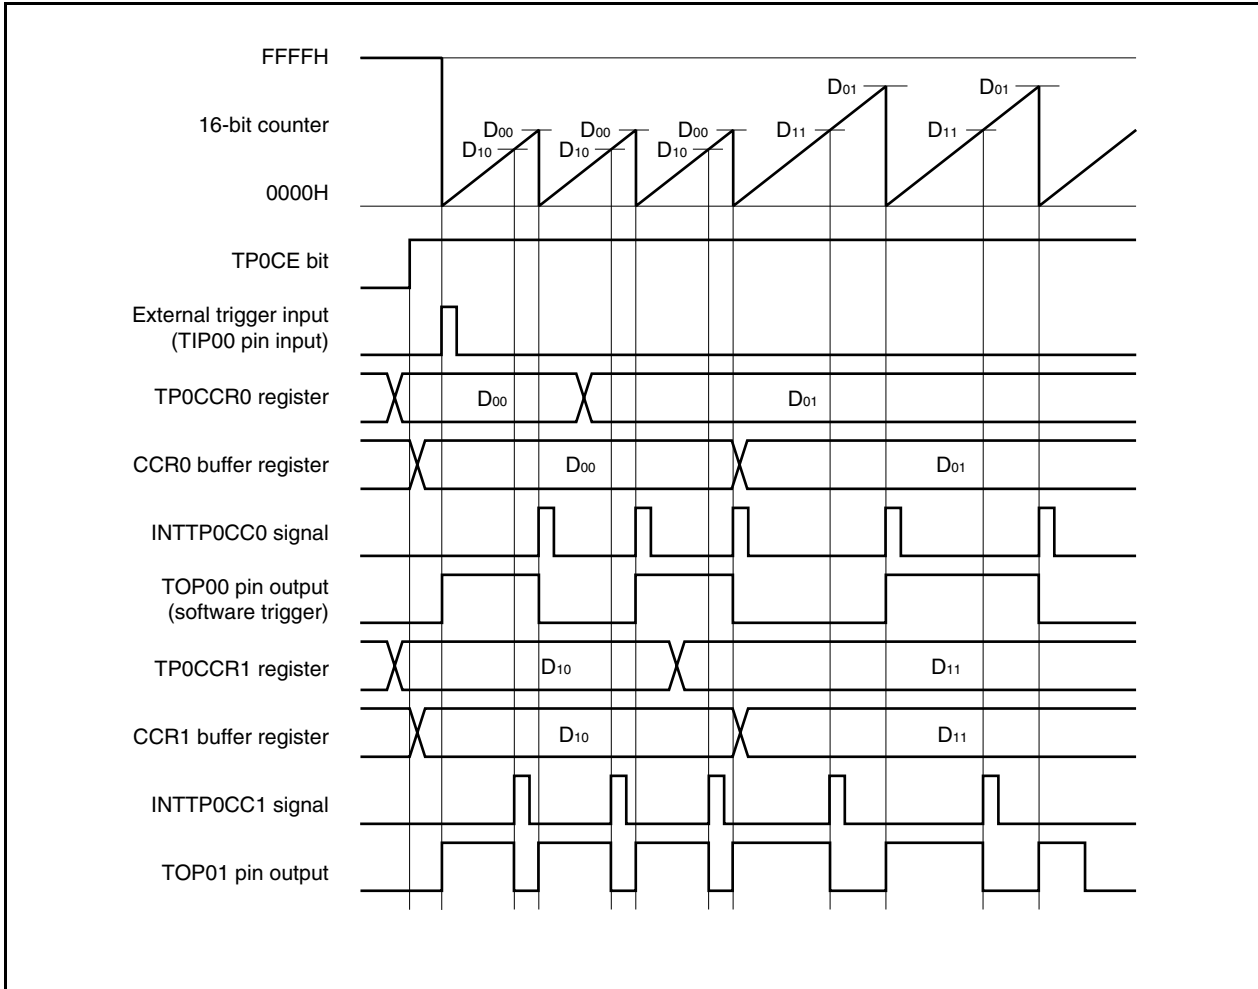 FFFFH
D01
D01
16-bit counter
D00
D00
D00
D11
D11
D10
D10
D10
0000H
TP0CE bit
External trigger input
(TIP00 pin input)
TP0CCR0 register
D00
D01
CCR0 buffer register
D00
D01
INTTP0CC0 signal
TOP00 pin output
(software trigger)
TP0CCR1 register
D10
D11
CCR1 buffer register
D10
D11
INTTP0CC1 signal
TOP01 pin output